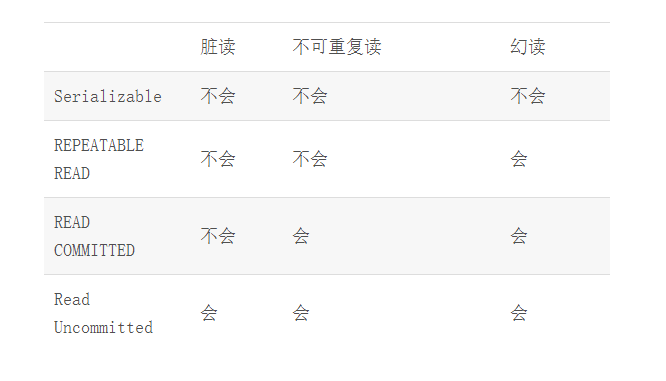 脏读 不可重复读 幻读
Serializable 不会 不会 不会
REPEATABLE
READ 不会 不会 会
READ
COMMITTED 不会 会 会
Read
Uncommitted 会 会 会